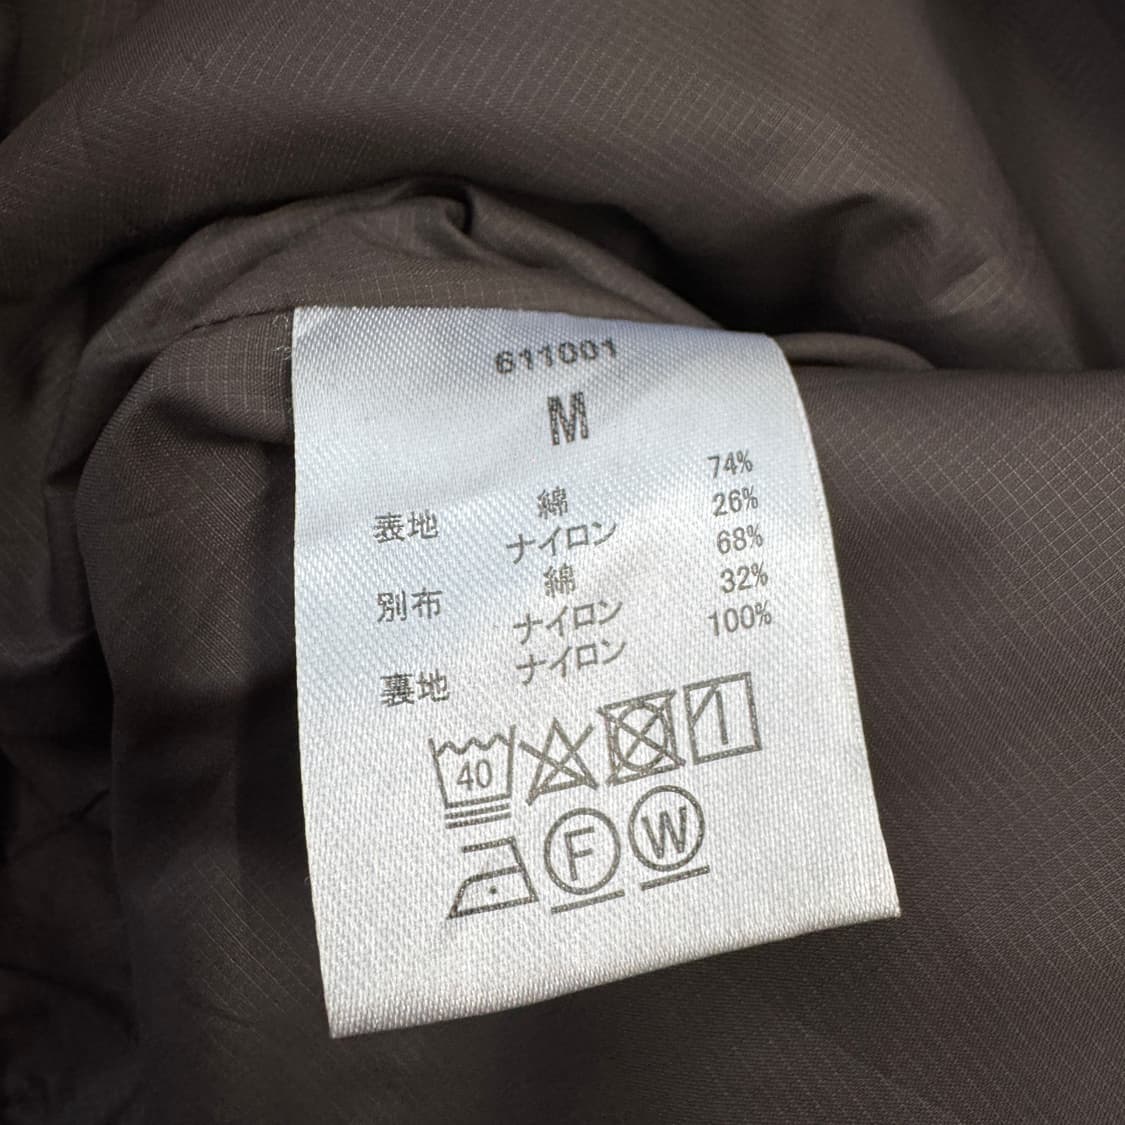 611001
M
表地 綿 74%
ナイロン 26%
別布 綿 68%
ナイロン 32%
裏地 ナイロン 100%
40
1
F
W